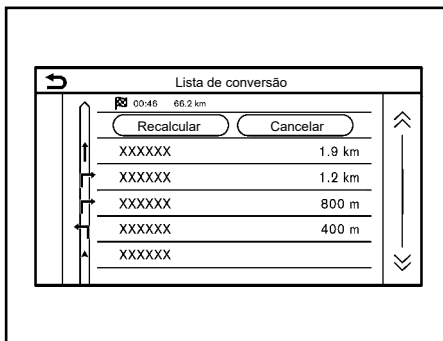 Lista de conversão
00:46 66.2 km
Recalcular Cancelar
XXXXXX 1.9 km
XXXXXX 1.2 km
XXXXXX 800 m
XXXXXX 400 m
XXXXXX